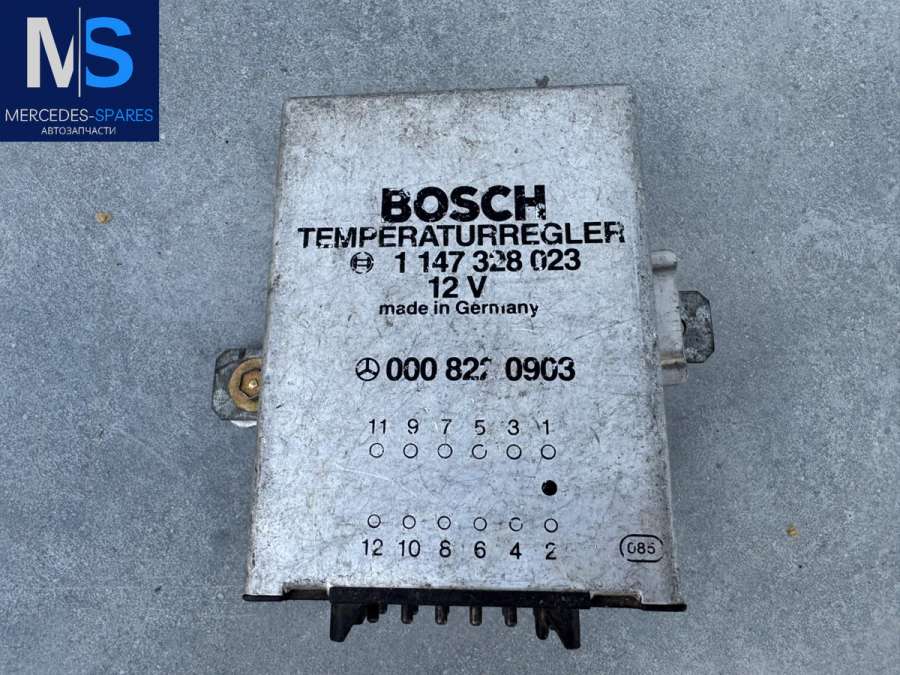 MS
MERCEDES-SPARES
АВТОЗАПЧАСТИ
BOSCH
TEMPERATURREGLER
1 147 328 023
12 V
made in Germany
000 822 0903
11 9 7 5 3 1
12 10 8 6 4 2
085